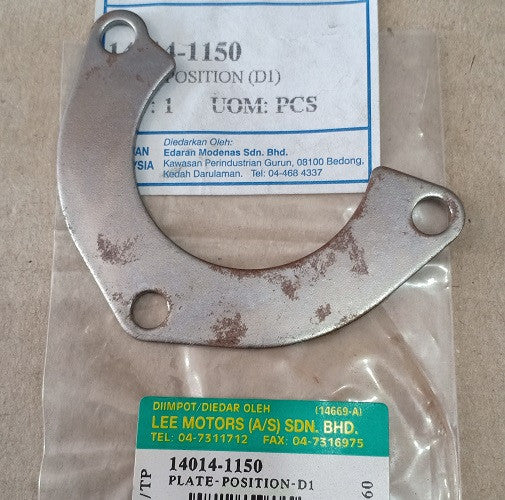 14014-1150
POSITION (D1)
: 1 UOM: PCS
Diedarkan Oleh:
Edaran Modenas Sdn. Bhd.
Kawasan Perindustrian Gurun, 08100 Bedong.
Kedah Darulaman. Tel: 04-468 4337
DIIMPOT/DIEDAR OLEH (14669-A)
LEE MOTORS (A/S) SDN. BHD.
TEL: 04-7311712 FAX: 04-7316975
14014-1150
PLATE-POSITION-D1
/TP
60